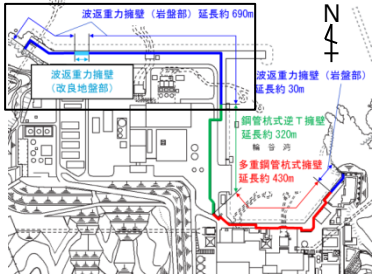 波返重力擁壁（岩盤部）延長約 690m
N
波返重力擁壁
（改良地盤部）
波返重力擁壁（岩盤部）
延長約 30m
鋼管杭式逆T擁壁
延長約 320m
輪谷湾
多重鋼管杭式擁壁
延長約 430m